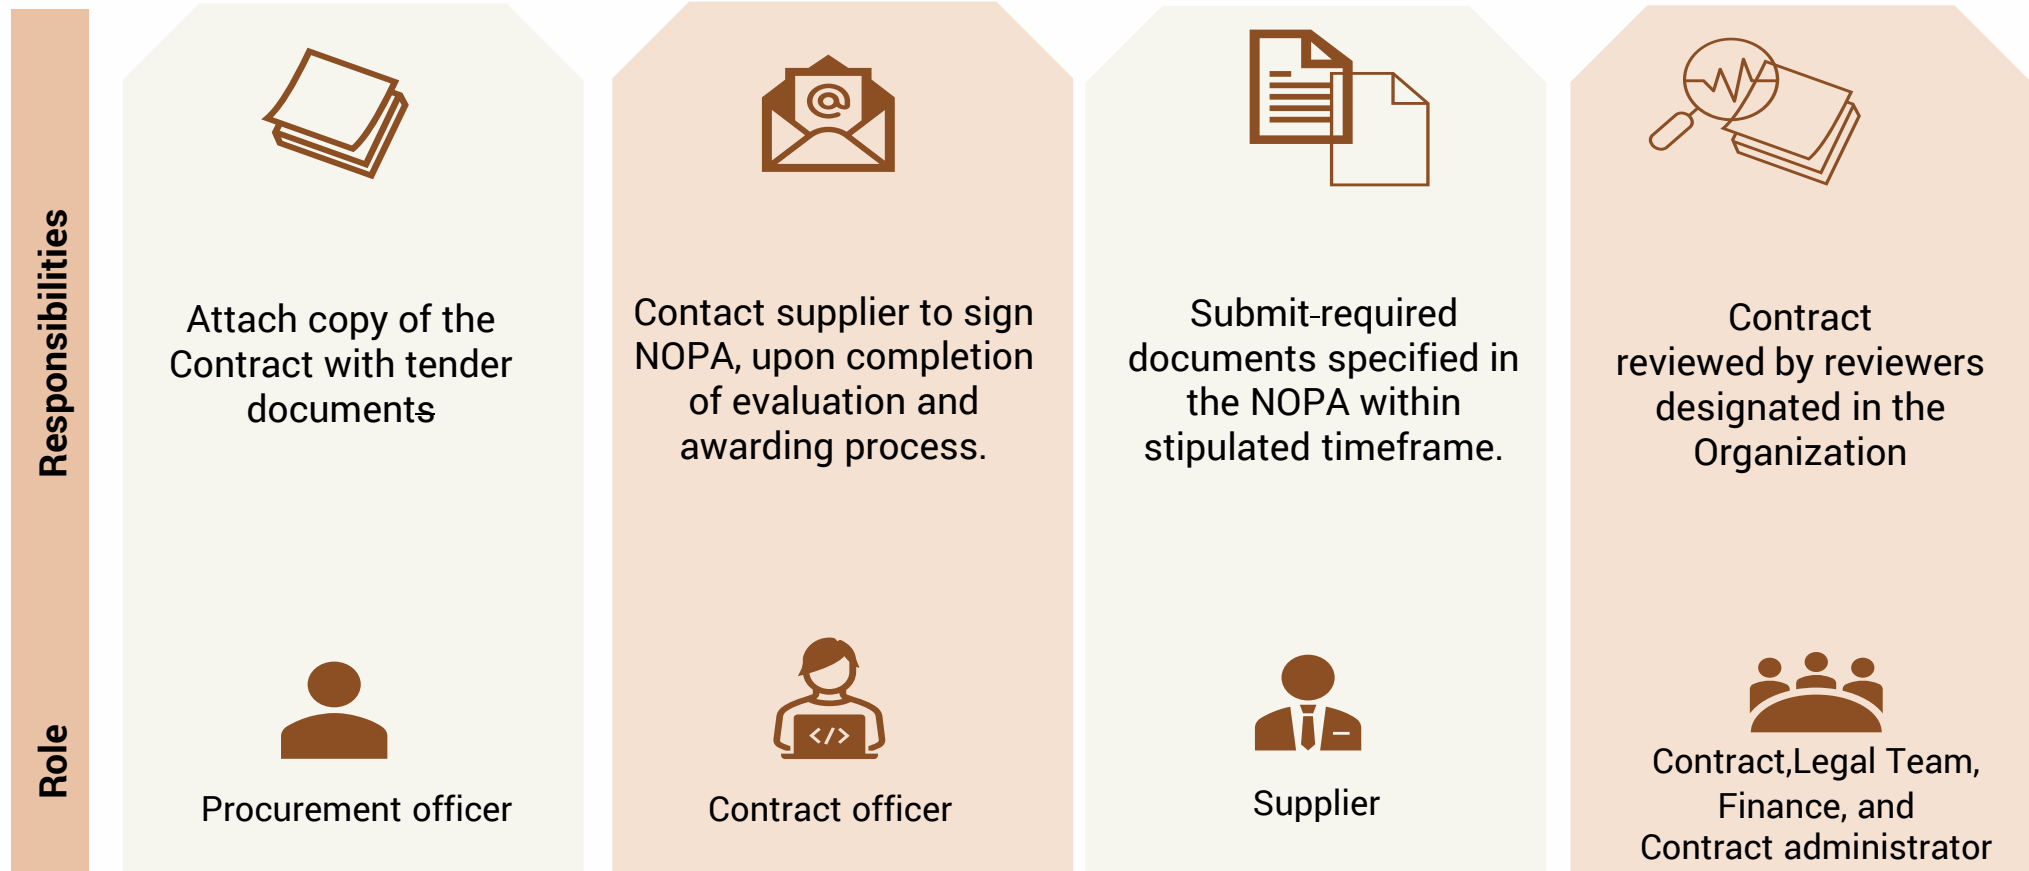 Responsibilities
Attach copy of the
Contract with tender
documents
Contact supplier to sign
NOPA, upon completion
of evaluation and
awarding process.
Submit-required
documents specified in
the NOPA within
stipulated timeframe.
Contract
reviewed by reviewers
designated in the
Organization
Role
Procurement officer
Contract officer
Supplier
Contract,Legal Team,
Finance, and
Contract administrator